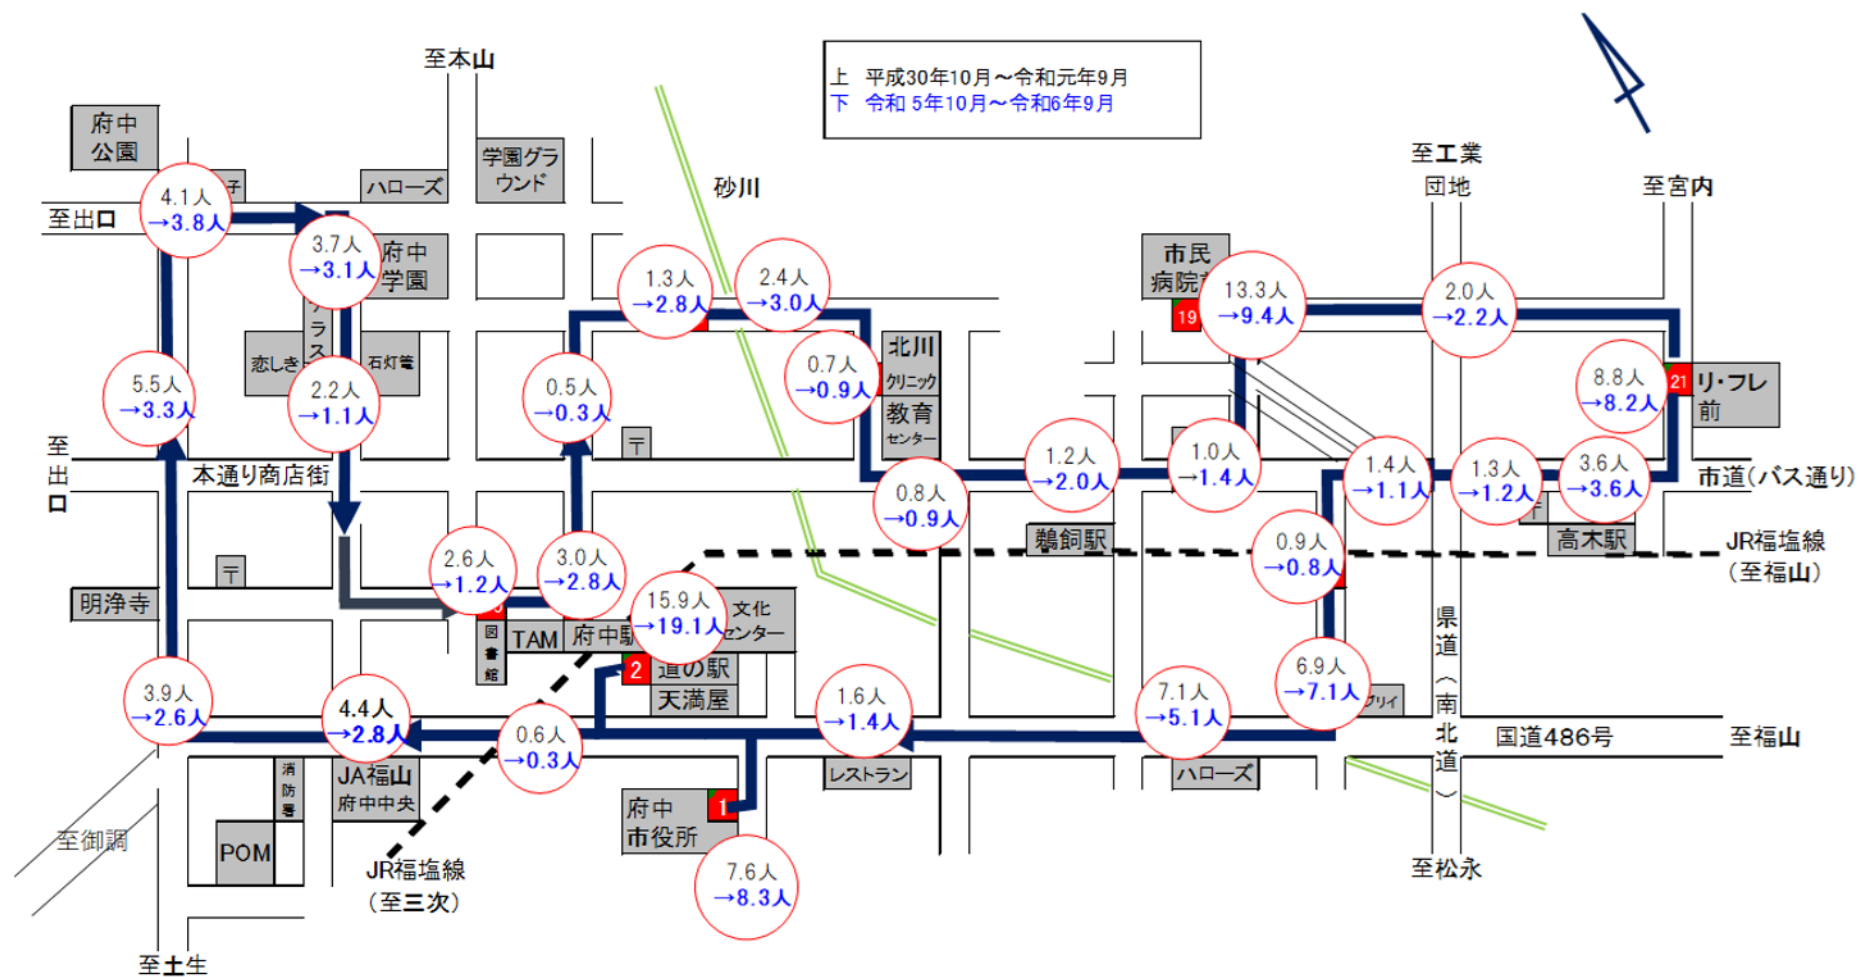 至本山
上 平成30年10月～令和元年9月
下 令和 5年10月～令和6年9月
府中
公園
学園グラ
ウンド
砂川
至工業
団地
至宮内
子
ハローズ
至出口
4.1人
→3.8人
3.7人
→3.1人
府中
学園
1.3人
→2.8人
2.4人
→3.0人
市民
病院
19
13.3人
→9.4人
2.0人
→2.2人
テラス
恋しき
石灯篭
北川
クリニック
教育
センター
0.7人
→0.9人
8.8人
→8.2人
21
リ・フレ
前
5.5人
→3.3人
2.2人
→1.1人
0.5人
→0.3人
〒
至出口
本通り商店街
1.2人
→2.0人
1.0人
→1.4人
1.4人
→1.1人
1.3人
→1.2人
3.6人
→3.6人
市道(バス通り)
0.8人
→0.9人
〒
鵜飼駅
高木駅
JR福塩線
(至福山)
0.9人
→0.8人
〒
明浄寺
2.6人
→1.2人
3.0人
→2.8人
15.9人
→19.1人
文化
センター
図書館
TAM
府中駅
2
道の駅
天満屋
県道(南北道)
3.9人
→2.6人
4.4人
→2.8人
0.6人
→0.3人
1.6人
→1.4人
7.1人
→5.1人
6.9人
→7.1人
ブリイ
国道486号
至福山
消防署
JA福山
府中中央
レストラン
ハローズ
府中
市役所
1
至御調
POM
JR福塩線
(至三次)
7.6人
→8.3人
至松永
至土生